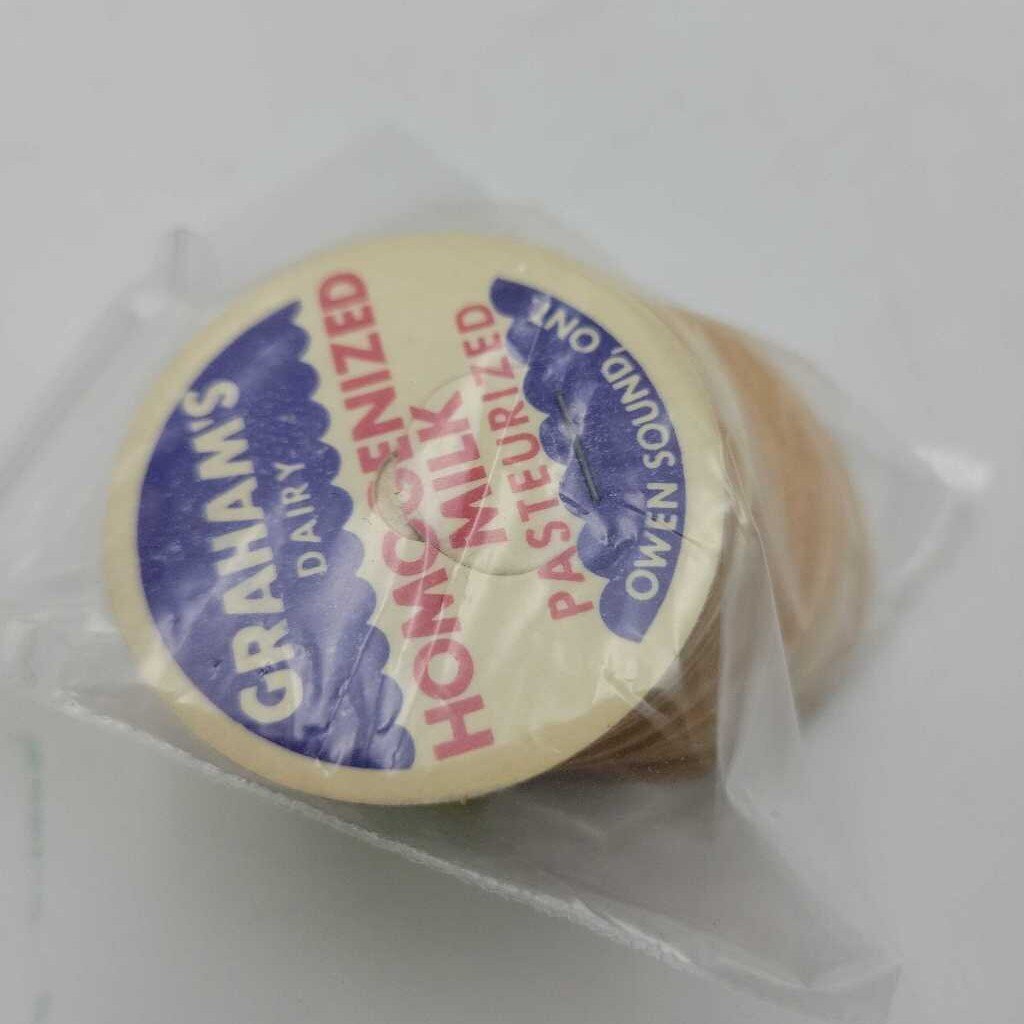 GRAHAM'S
DAIRY
HOMOGENIZED
MILK
PASTEURIZED
OWEN SOUND, ONT.